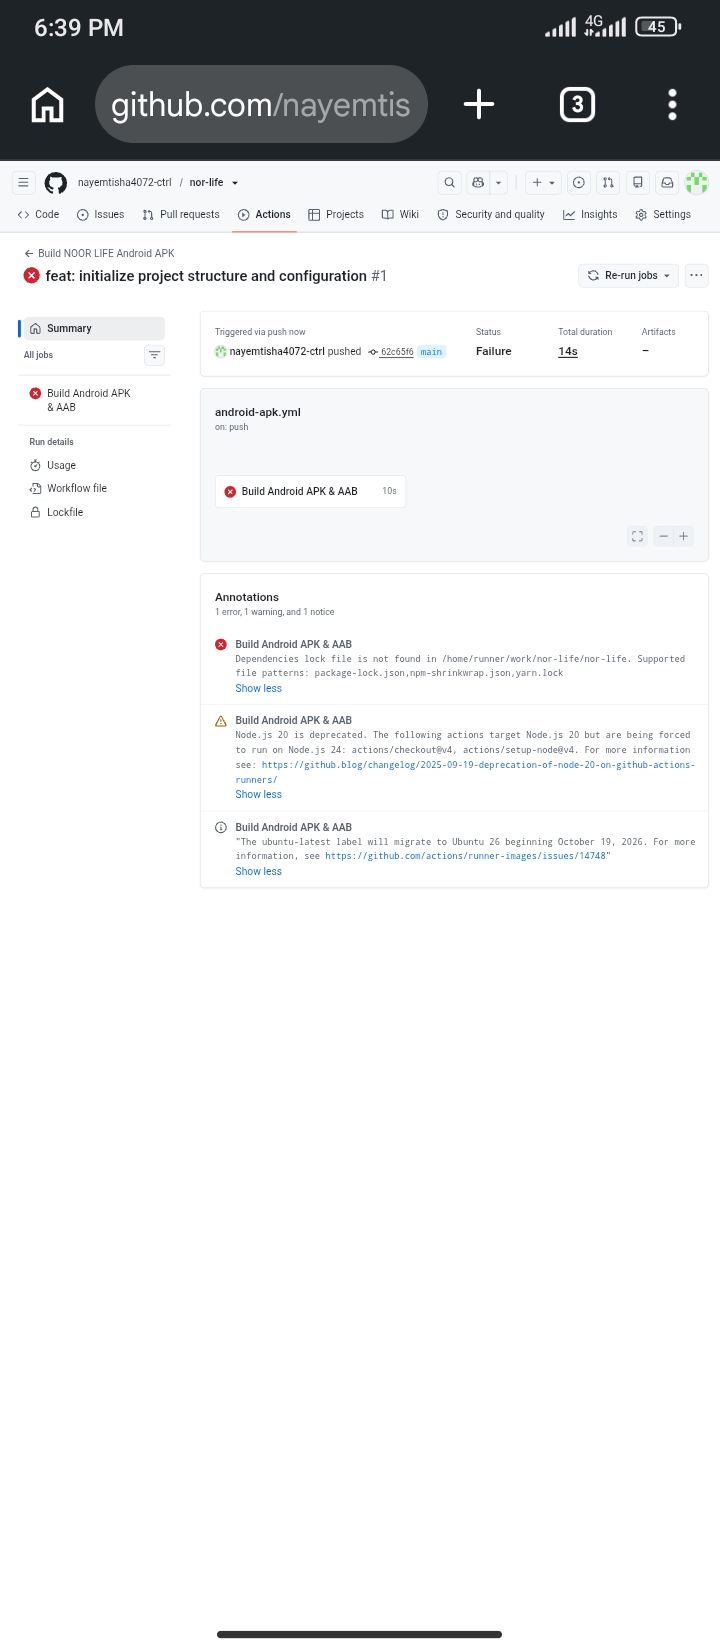 6:39 PM
4G
45
github.com/nayemtis
3
nayemtisha4072-ctrl / nor-life
Code
Issues
Pull requests
Actions
Projects
Wiki
Security and quality
Insights
Settings
← Build NOOR LIFE Android APK
feat: initialize project structure and configuration #1
Re-run jobs
Summary
All jobs
Build Android APK
& AAB
Run details
Usage
Workflow file
Lockfile
Triggered via push now
nayemtisha4072-ctrl pushed 62c65f6 main
Status
Failure
Total duration
14s
Artifacts
–
android-apk.yml
on: push
Build Android APK & AAB 10s
Annotations
1 error, 1 warning, and 1 notice
Build Android APK & AAB
Dependencies lock file is not found in /home/runner/work/nor-life/nor-life. Supported
file patterns: package-lock.json,npm-shrinkwrap.json,yarn.lock
Show less
Build Android APK & AAB
Node.js 20 is deprecated. The following actions target Node.js 20 but are being forced
to run on Node.js 24: actions/checkout@v4, actions/setup-node@v4. For more information
see: https://github.blog/changelog/2025-09-19-deprecation-of-node-20-on-github-actions-
runners/
Show less
Build Android APK & AAB
"The ubuntu-latest label will migrate to Ubuntu 26 beginning October 19, 2026. For more
information, see https://github.com/actions/runner-images/issues/14748"
Show less